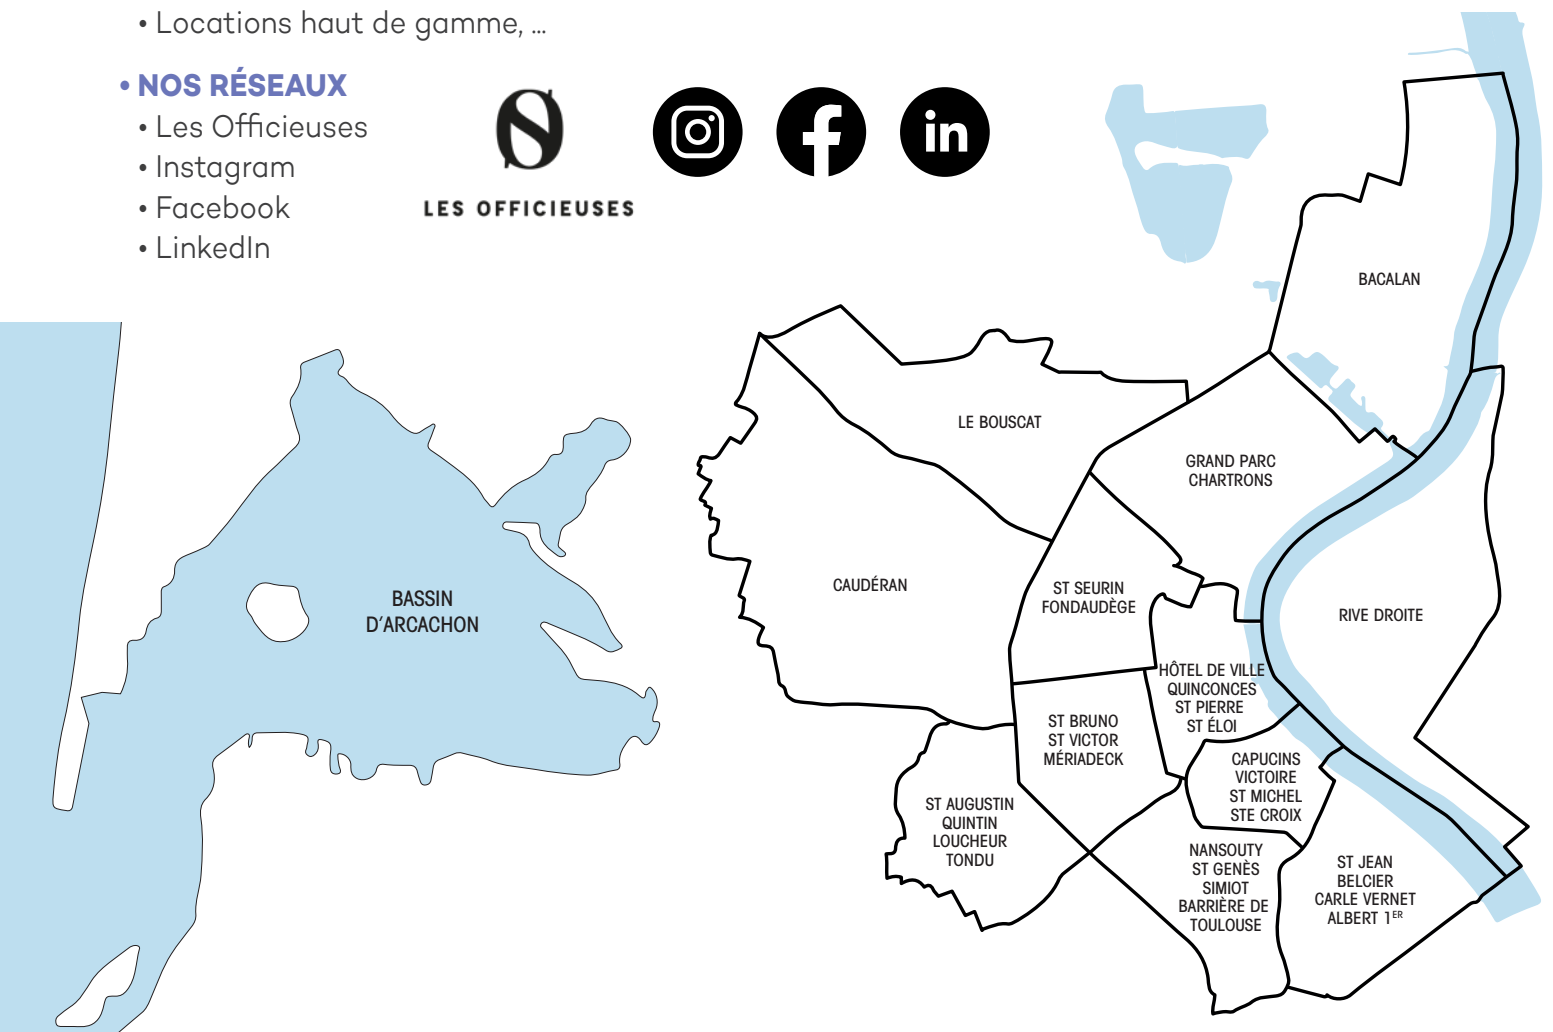 • Locations haut de gamme, ...
• NOS RÉSEAUX
• Les Officieuses
• Instagram
• Facebook
• LinkedIn
LES OFFICIEUSES
in
BASSIN
D'ARCACHON
BACALAN
LE BOUSCAT
GRAND PARC
CHARTRONS
CAUDÉRAN
ST SEURIN
FONDAUDÈGE
RIVE DROITE
HÔTEL DE VILLE
QUINCONCES
ST PIERRE
ST ÉLOI
ST BRUNO
ST VICTOR
MÉRIADECK
CAPUCINS
VICTOIRE
ST MICHEL
STE CROIX
ST AUGUSTIN
QUINTIN
LOUCHEUR
TONDU
NANSOUTY
ST GENÈS
SIMIOT
BARRIÈRE DE
TOULOUSE
ST JEAN
BELCIER
CARLE VERNET
ALBERT 1ER